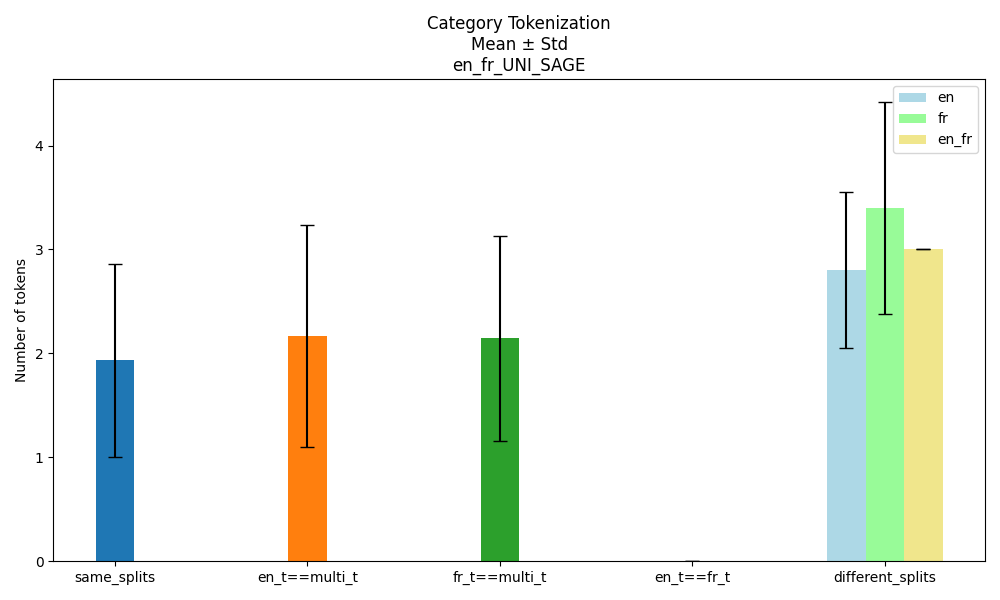 Category Tokenization
Mean ± Std
en_fr_UNI_SAGE
en
fr
en_fr
Number of tokens
4
3
2
1
0
same_splits
en_t==multi_t
fr_t==multi_t
en_t==fr_t
different_splits